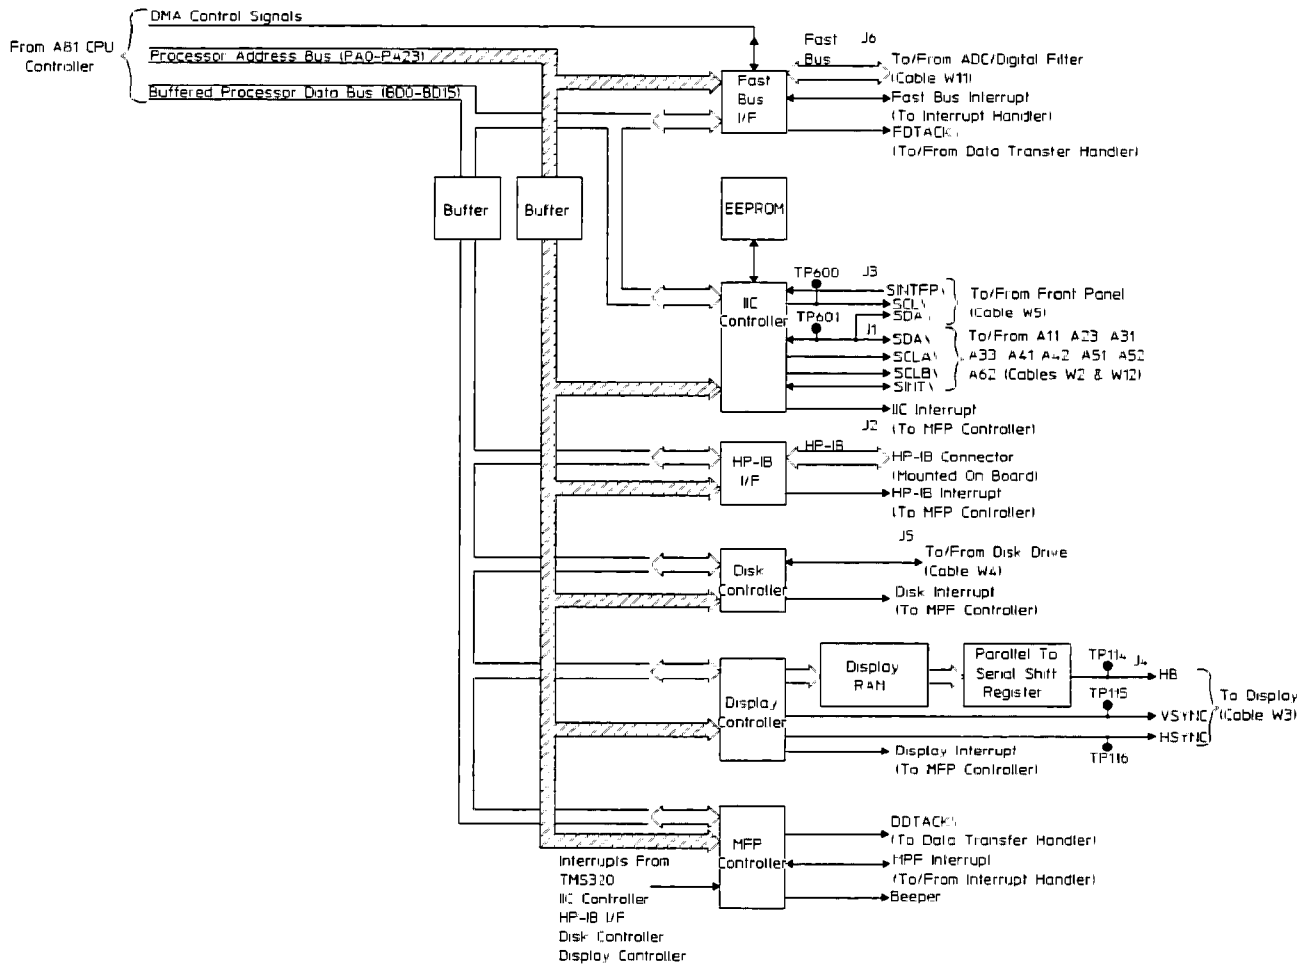 DMA Control Signals
From A81 CPU
Controller
Processor Address Bus (PA0-PA23)
Buffered Processor Data Bus (BD0-BD15)
Fast
Bus
J6
Fast
Bus
I/F
To/From ADC/Digital Filter
(Cable W11)
Fast Bus Interrupt
(To Interrupt Handler)
FDTACK\
(To/From Data Transfer Handler)
Buffer
Buffer
EEPROM
TP600
J3
IIC
Controller
SINTFP\
SCL\
SDA\
To/From Front Panel
(Cable W5)
TP601
J1
SDA\
SCLA\
SCLB\
SINT\
To/From A11 A23 A31
A33 A41 A42 A51 A52
A62 (Cables W2 & W12)
IIC Interrupt
(To MFP Controller)
J2
HP-IB
I/F
HP-IB
HP-IB Connector
(Mounted On Board)
HP-IB Interrupt
(To MFP Controller)
J5
Disk
Controller
To/From Disk Drive
(Cable W4)
Disk Interrupt
(To MPF Controller)
Display
Controller
Display
RAM
Parallel To
Serial Shift
Register
TP114
J4
HB
TP115
VSYNC
HSYNC
TP116
To Display
(Cable W3)
Display Interrupt
(To MFP Controller)
MFP
Controller
DDTACK\
(To Data Transfer Handler)
MPF Interrupt
(To/From Interrupt Handler)
Beeper
Interrupts From
TMS320
IIC Controller
HP-IB I/F
Disk Controller
Display Controller